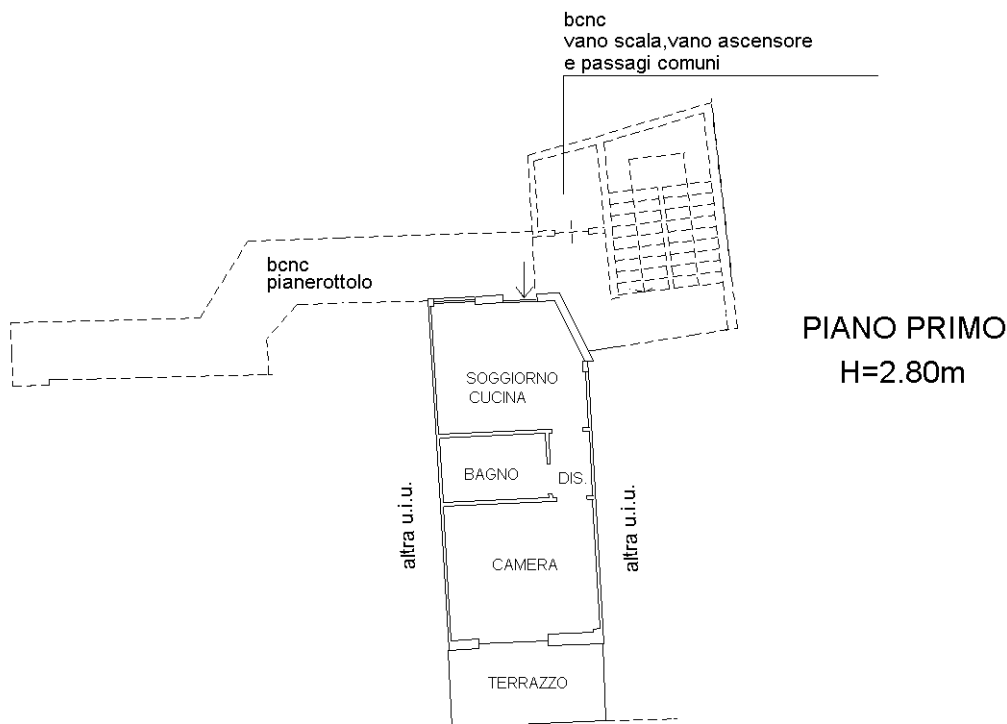 bcnc
vano scala,vano ascensore
e passagi comuni
bcnc
pianerottolo
PIANO PRIMO
H=2.80m
SOGGIORNO
CUCINA
BAGNO
DIS.
altra u.i.u.
altra u.i.u.
CAMERA
TERRAZZO